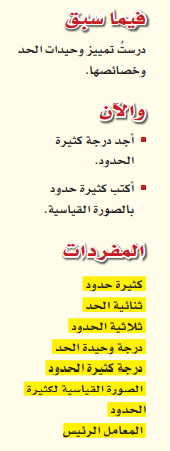 فيما سبق
درستُ تمييز وحيدات الحد
وخصائصها.
والآن
أجد درجة كثيرة
الحدود.
أكتب كثيرة حدود
بالصورة القياسية.
المفردات
كثيرة حدود
ثنائية الحد
ثلاثية الحدود
درجة وحيدة الحد
درجة كثيرة الحدود
الصورة القياسية لكثيرة
الحدود
المعامل الرئيس